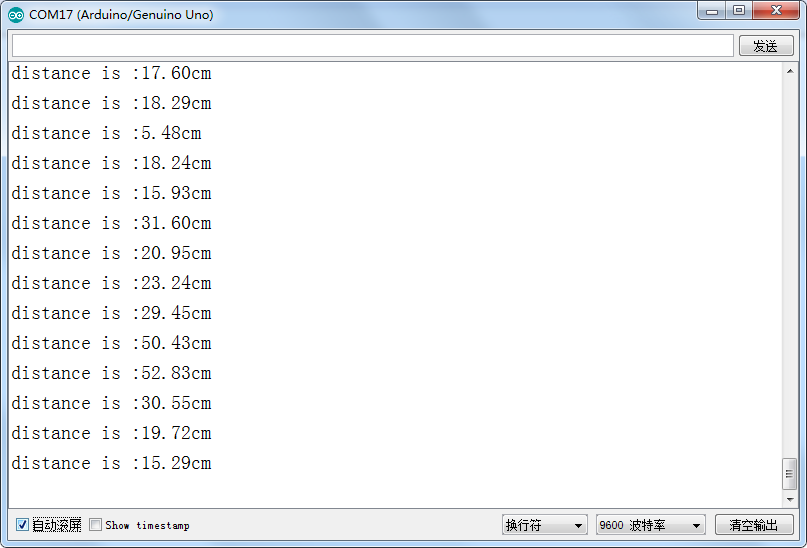 COM17 (Arduino/Genuino Uno)
发送
distance is :17.60cm
distance is :18.29cm
distance is :5.48cm
distance is :18.24cm
distance is :15.93cm
distance is :31.60cm
distance is :20.95cm
distance is :23.24cm
distance is :29.45cm
distance is :50.43cm
distance is :52.83cm
distance is :30.55cm
distance is :19.72cm
distance is :15.29cm
自动滚屏 Show timestamp 换行符 9600 波特率 清空输出